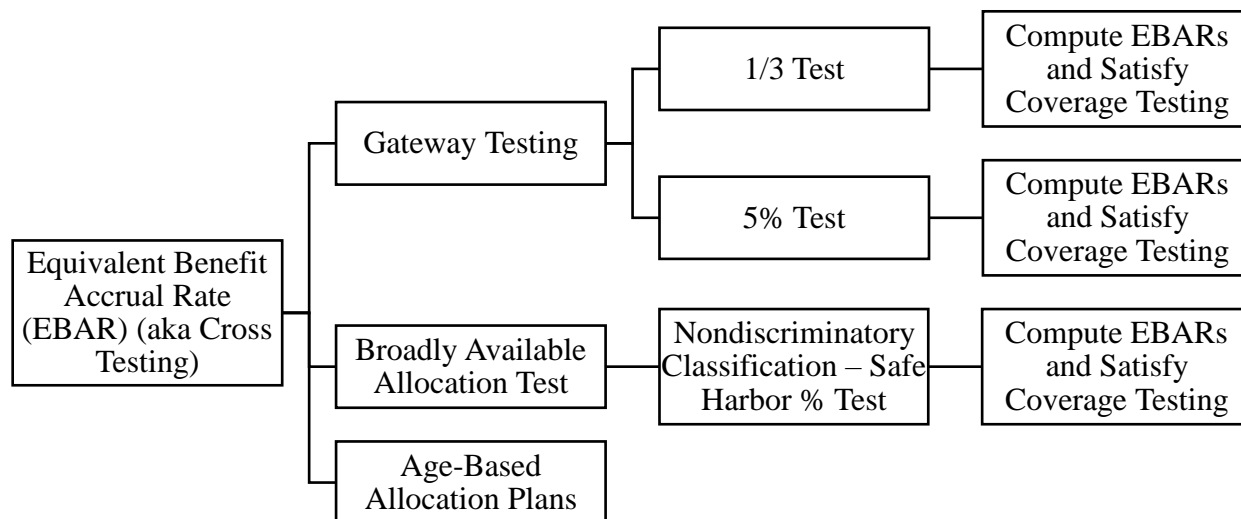 Equivalent Benefit
Accrual Rate
(EBAR) (aka Cross
Testing)
Gateway Testing
1/3 Test
Compute EBARs
and Satisfy
Coverage Testing
5% Test
Compute EBARs
and Satisfy
Coverage Testing
Broadly Available
Allocation Test
Nondiscriminatory
Classification – Safe
Harbor % Test
Compute EBARs
and Satisfy
Coverage Testing
Age-Based
Allocation Plans